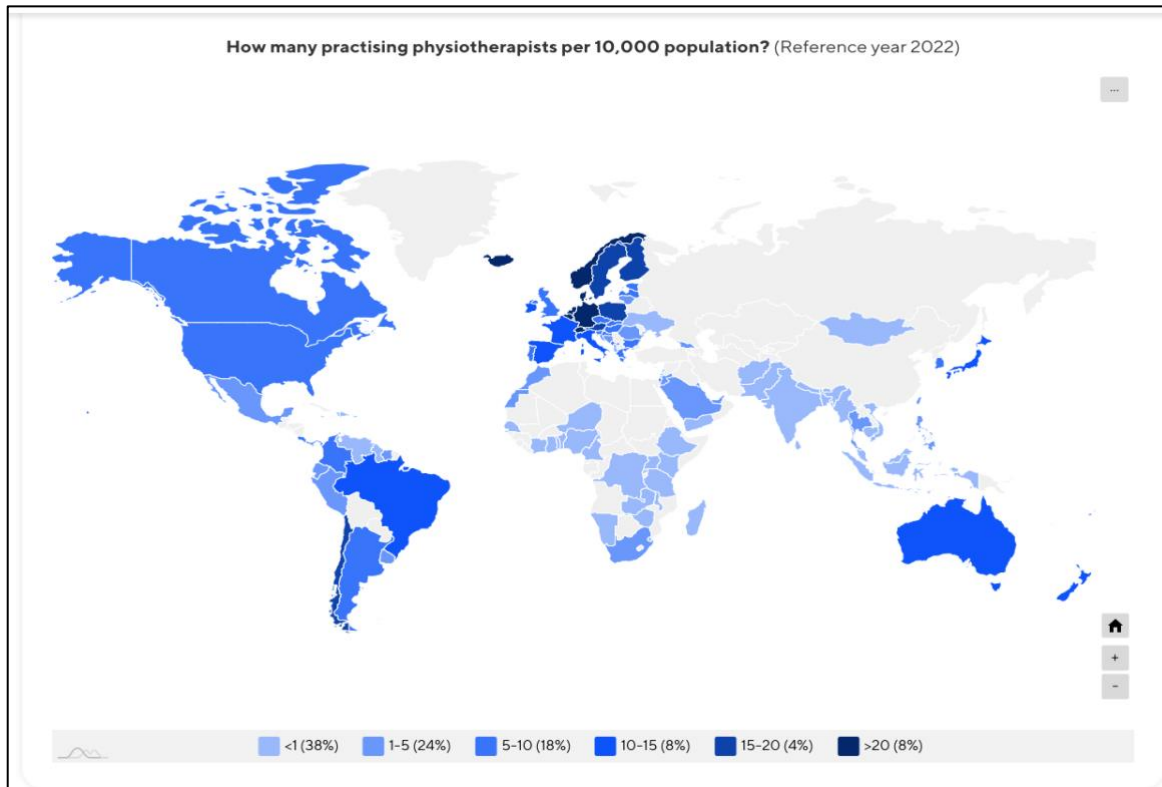 How many practising physiotherapists per 10,000 population? (Reference year 2022)
...
+
-
<1 (38%) 1-5 (24%) 5-10 (18%) 10-15 (8%) 15-20 (4%) >20 (8%)